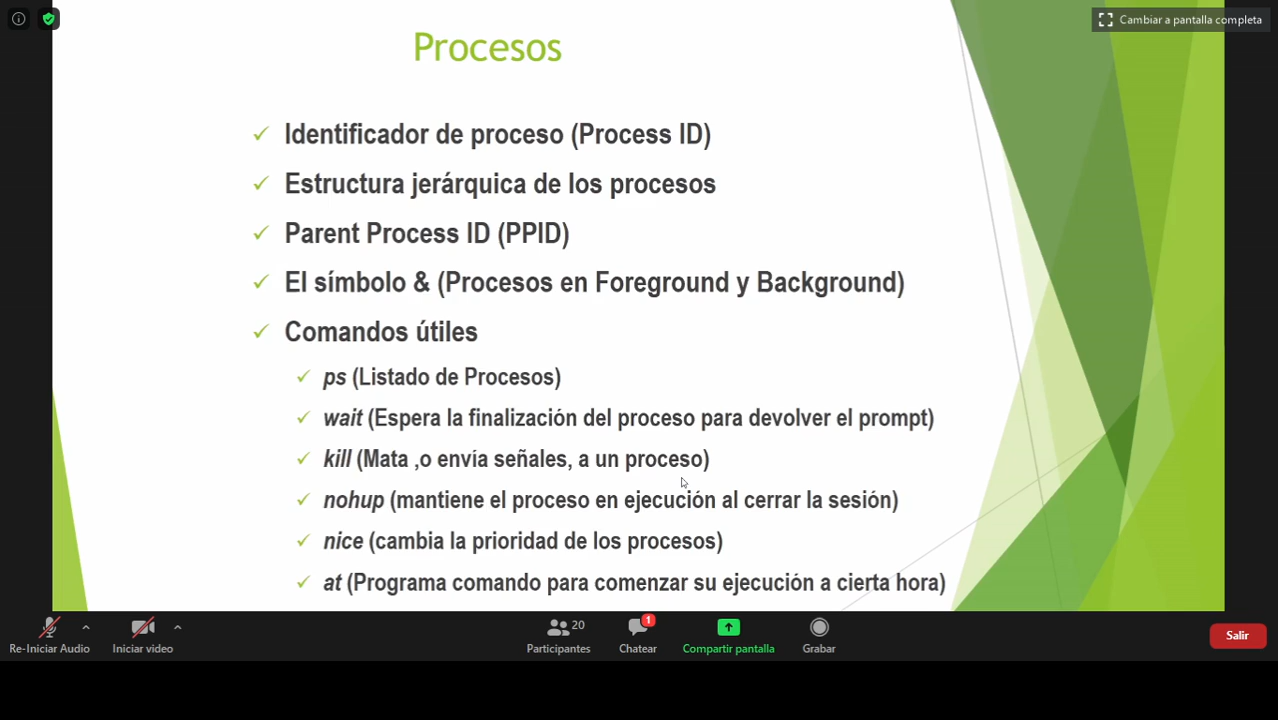 Cambiar a pantalla completa
Procesos
Identificador de proceso (Process ID)
Estructura jerárquica de los procesos
Parent Process ID (PPID)
El símbolo & (Procesos en Foreground y Background)
Comandos útiles
ps (Listado de Procesos)
wait (Espera la finalización del proceso para devolver el prompt)
kill (Mata ,o envía señales, a un proceso)
nohup (mantiene el proceso en ejecución al cerrar la sesión)
nice (cambia la prioridad de los procesos)
at (Programa comando para comenzar su ejecución a cierta hora)
20
1
Re-Iniciar Audio
Iniciar video
Participantes
Chatear
Compartir pantalla
Grabar
Salir